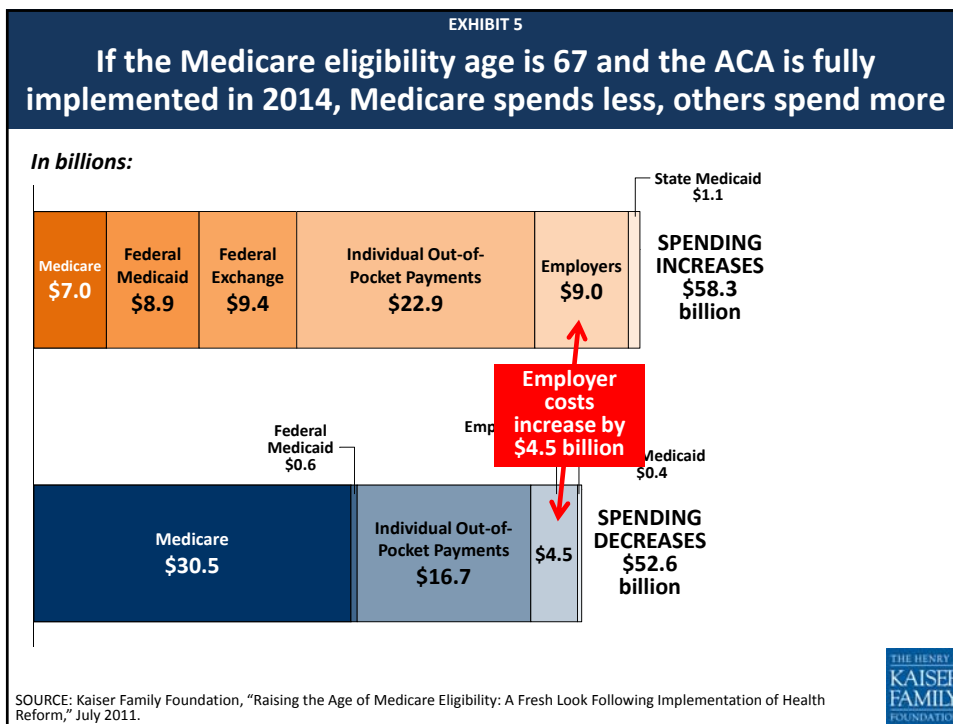 EXHIBIT 5
If the Medicare eligibility age is 67 and the ACA is fully
implemented in 2014, Medicare spends less, others spend more
In billions:
State Medicaid
$1.1
Medicare
$7.0
Federal
Medicaid
$8.9
Federal
Exchange
$9.4
Individual Out-of-
Pocket Payments
$22.9
Employers
$9.0
SPENDING
INCREASES
$58.3
billion
Employer
costs
increase by
$4.5 billion
Federal
Medicaid
$0.6
Emp
Medicaid
$0.4
Medicare
$30.5
Individual Out-of-
Pocket Payments
$16.7
$4.5
SPENDING
DECREASES
$52.6
billion
SOURCE: Kaiser Family Foundation, “Raising the Age of Medicare Eligibility: A Fresh Look Following Implementation of Health
Reform,” July 2011.
THE HENRY
KAISER
FAMILY
FOUNDATION